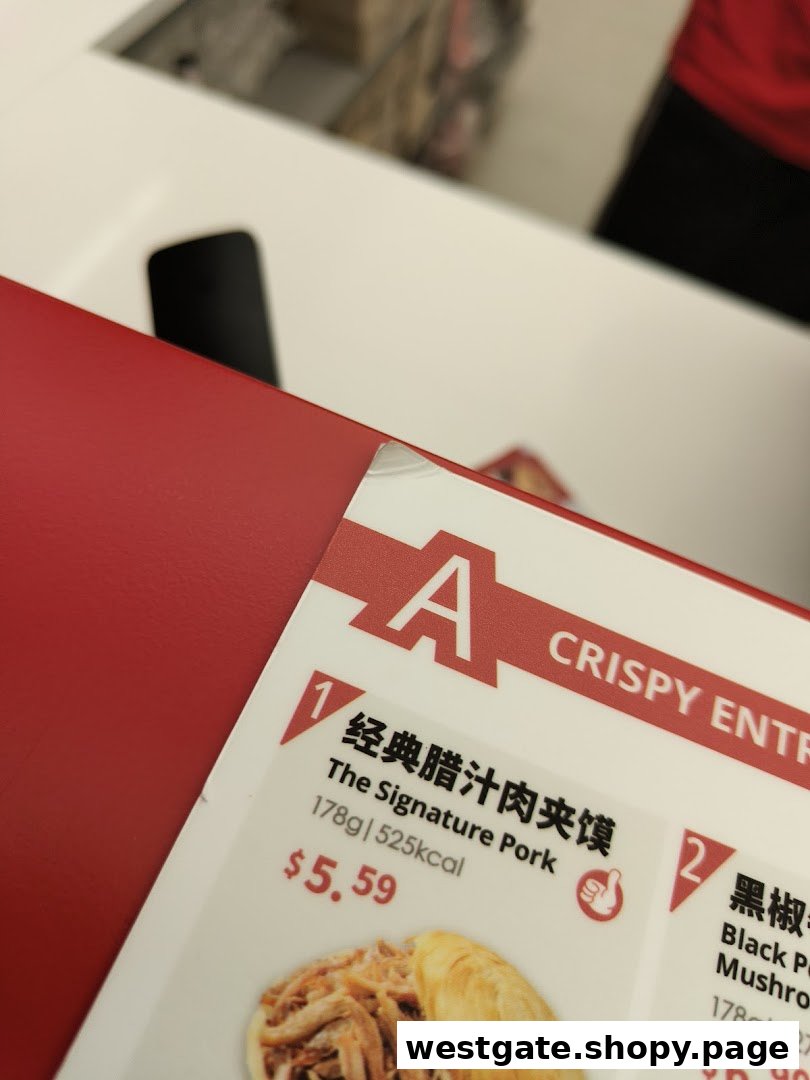 A
CRISPY ENTR
1
经典腊汁肉夹馍
The Signature Pork
178g| 525kcal
$5.59
2
黑椒
Black
Mushro
178g
westgate.shopy.page